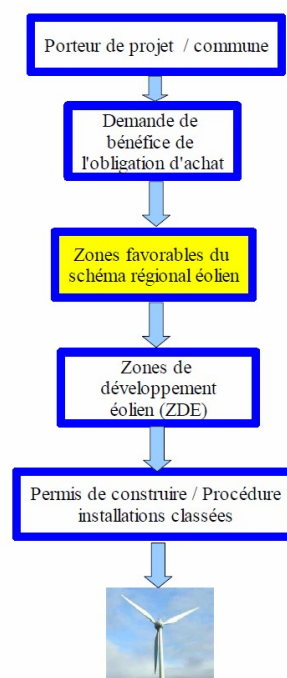 Porteur de projet / commune
Demande de
bénéfice de
l'obligation d'achat
Zones favorables du
schéma régional éolien
Zones de
développement
éolien (ZDE)
Permis de construire / Procédure
installations classées